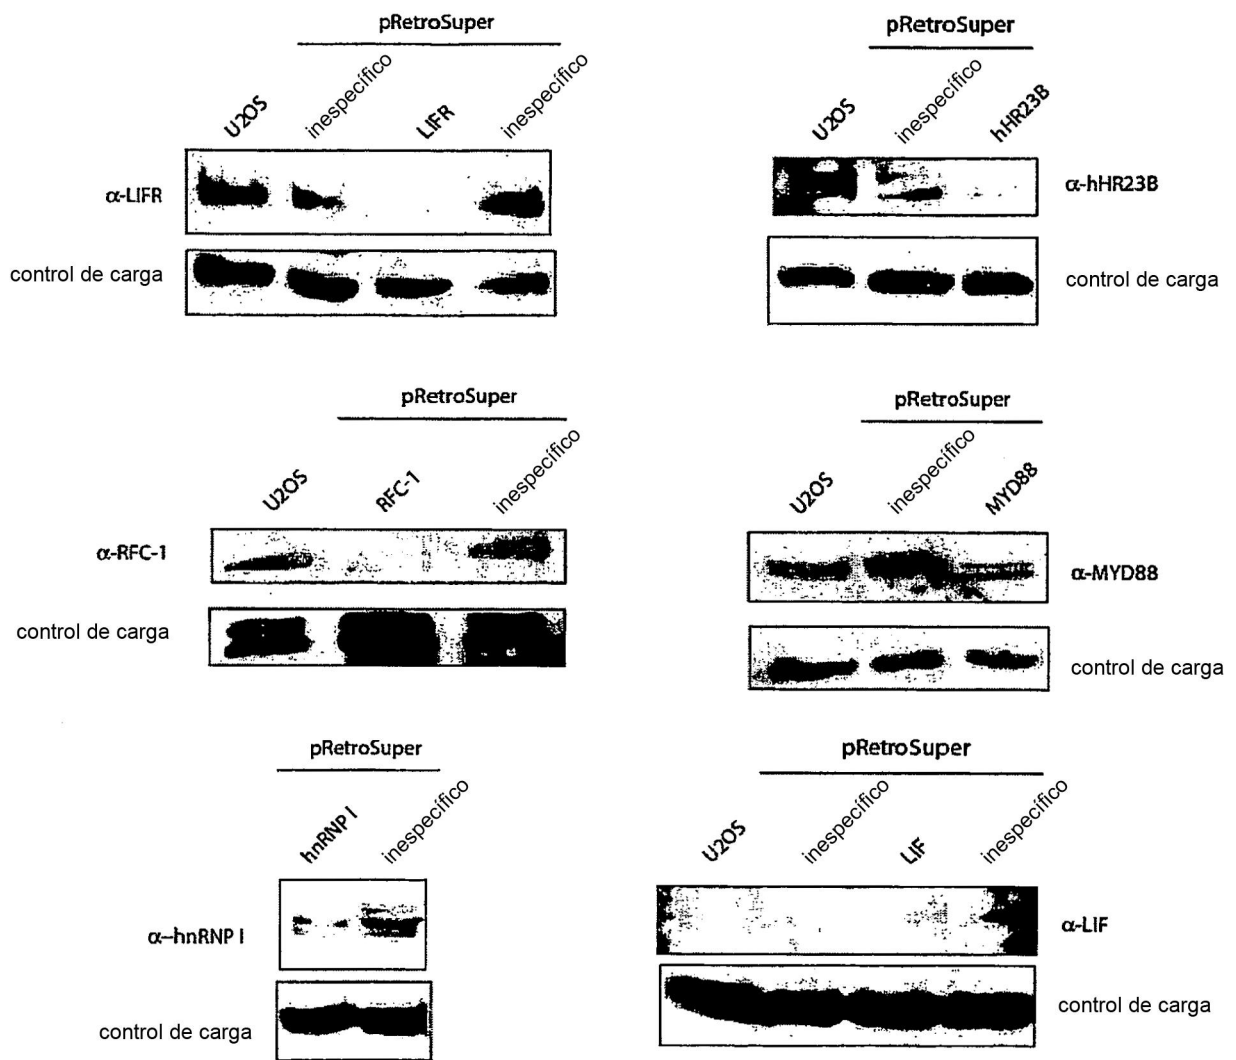 pRetroSuper
U2OS
inespecífico
LIFR
inespecífico
α-LIFR
control de carga
pRetroSuper
U2OS
inespecífico
hHR23B
α-hHR23B
control de carga
pRetroSuper
U2OS
RFC-1
inespecífico
α-RFC-1
control de carga
pRetroSuper
U2OS
inespecífico
MYD88
α-MYD88
control de carga
pRetroSuper
hnRNP I
inespecífico
α-hnRNP I
control de carga
pRetroSuper
U2OS
inespecífico
LIF
inespecífico
α-LIF
control de carga